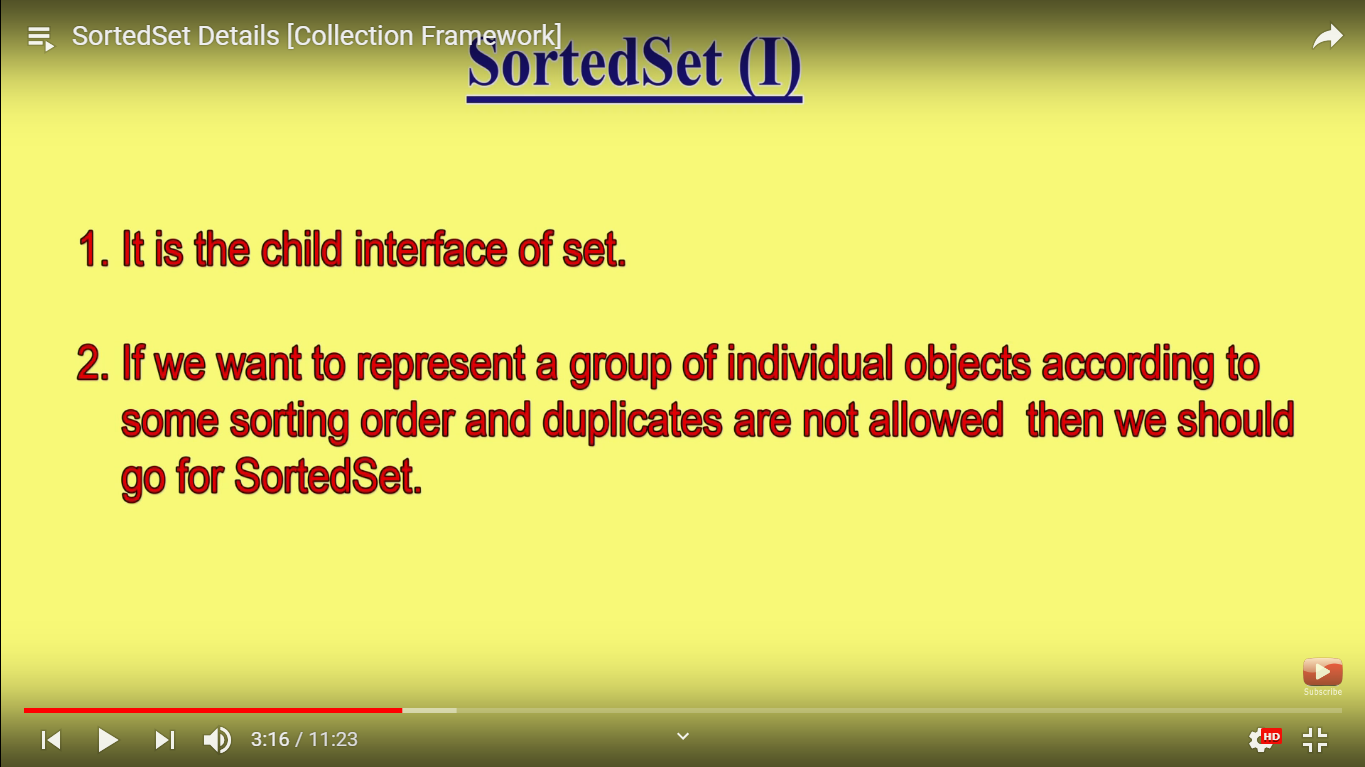 SortedSet Details [Collection Framework]
SortedSet (I)
1. It is the child interface of set.
2. If we want to represent a group of individual objects according to
some sorting order and duplicates are not allowed then we should
go for SortedSet.
Subscribe
3:16 / 11:23
HD